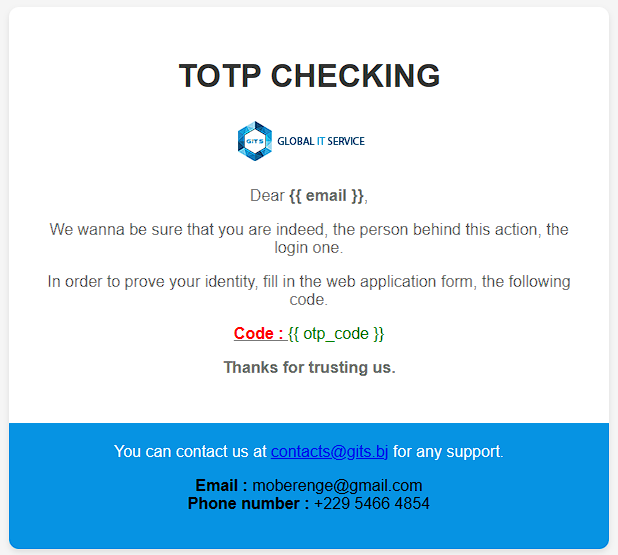 TOTP CHECKING
GITS GLOBAL IT SERVICE
Dear {{ email }},
We wanna be sure that you are indeed, the person behind this action, the
login one.
In order to prove your identity, fill in the web application form, the following
code.
Code : {{ otp_code }}
Thanks for trusting us.
You can contact us at contacts@gits.bj for any support.
Email : moberenge@gmail.com
Phone number : +229 5466 4854